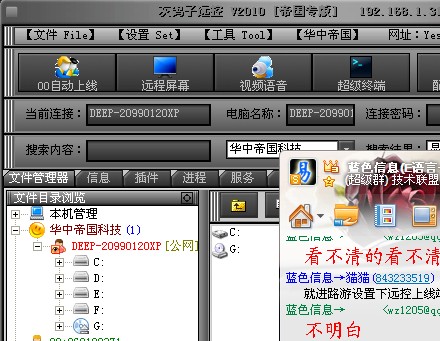 灰鸽子远控 V2010 [帝国专版] 192.168.1.3
【文件 File】 【设置 Set】 【工具 Tool】 【华中帝国】 网址: Yes
OO自动上线 远程屏幕 视频语音 超级终端 配
当前连接: DEEP-20990120XP 电脑名称: DEEP-209901 连接密码:
搜索内容: 华中帝国科技 搜索结果:
文件管理器 信息 插件 进程 服务
文件目录浏览
本机管理
华中帝国科技 (1)
DEEP-20990120XP [公网]
C:
D:
E:
F:
G:
C:
G:
蓝色信息(E语言
(超级群) 技术联盟
蓝色信息 <wz1205@qq
看不清的看不清
蓝色信息→猫猫(843233519)
就进路游设置下远控上线端
蓝色信息→ <wz1205@qq
不明白